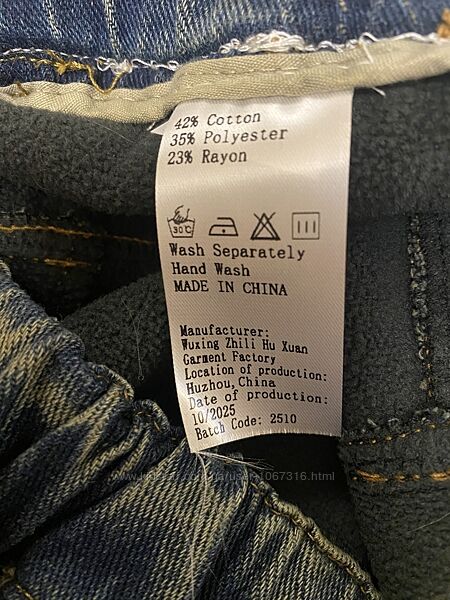 42% Cotton
35% Polyester
23% Rayon
30°C
Wash Separately
Hand Wash
MADE IN CHINA
Manufacturer:
Wuxing Zhili Hu Xuan
Garment Factory
Location of production:
Huzhou, China
Date of production:
10/2025
Batch Code: 2510